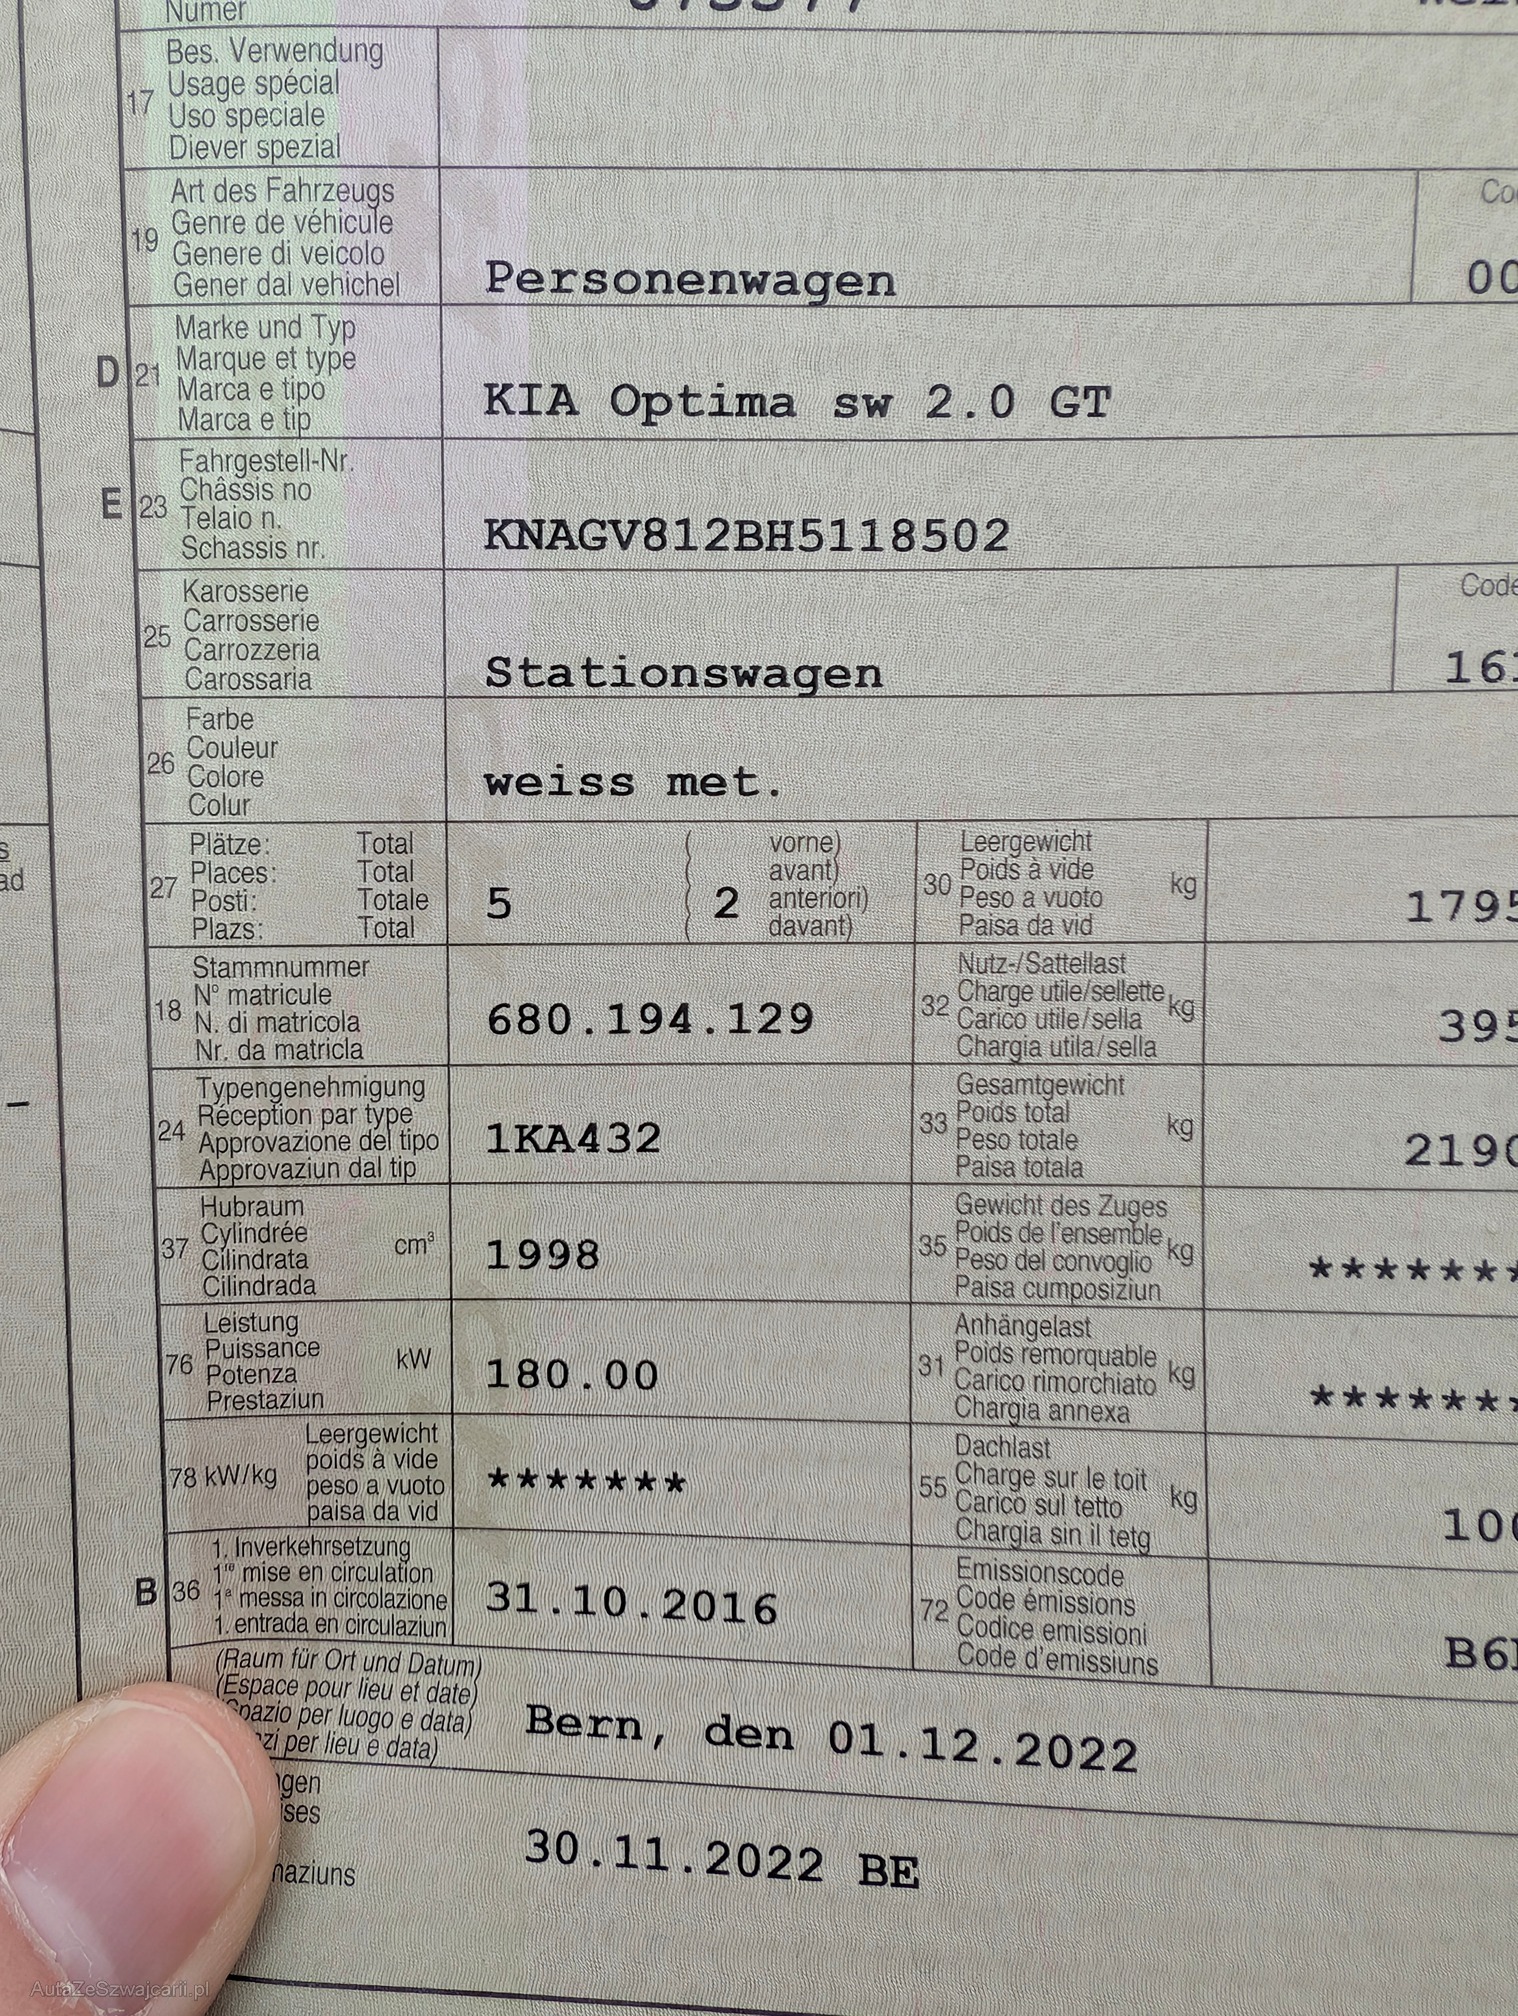 Numer
17 Bes. Verwendung
Usage spécial
Uso speciale
Diever spezial
19 Art des Fahrzeugs
Genre de véhicule
Genere di veicolo
Gener dal vehichel
Personenwagen
D 21 Marke und Typ
Marque et type
Marca e tipo
Marca e tip
KIA Optima sw 2.0 GT
E 23 Fahrgestell-Nr.
Châssis no
Telaio n.
Schassis nr.
KNAGV812BH5118502
25 Karosserie
Carrosserie
Carrozzeria
Carossaria
Stationswagen
Code
26 Farbe
Couleur
Colore
Colur
weiss met.
27 Plätze: Total
Places: Total
Posti: Totale
Plazs: Total
5 ( 2 vorne)
avant)
anteriori)
davant)
30 Leergewicht
Poids à vide
Peso a vuoto
Paisa da vid
kg
1795
18 Stammnummer
N° matricule
N. di matricola
Nr. da matricla
680.194.129
32 Nutz-/Sattellast
Charge utile/sellette
Carico utile/sella
Chargia utila/sella
kg
395
24 Typengenehmigung
Réception par type
Approvazione del tipo
Approvaziun dal tip
1KA432
33 Gesamtgewicht
Poids total
Peso totale
Paisa totala
kg
2190
37 Hubraum
Cylindrée
Cilindrata
Cilindrada
cm³
1998
35 Gewicht des Zuges
Poids de l'ensemble
Peso del convoglio
Paisa cumposiziun
kg
*******
76 Leistung
Puissance
Potenza
Prestaziun
kW
180.00
31 Anhängelast
Poids remorquable
Carico rimorchiato
Chargia annexa
kg
*******
78 kW/kg
Leergewicht
poids à vide
peso a vuoto
paisa da vid
*******
55 Dachlast
Charge sur le toit
Carico sul tetto
Chargia sin il tetg
kg
100
B 36 1. Inverkehrsetzung
1re mise en circulation
1a messa in circolazione
1. entrada en circulaziun
31.10.2016
72 Emissionscode
Code émissions
Codice emissioni
Code d'emissiuns
(Raum für Ort und Datum)
(Espace pour lieu et date)
per luogo e data)
per lieu e data)
Bern, den 01.12.2022
30.11.2022 BE
AutaZeSzwajcarii.pl